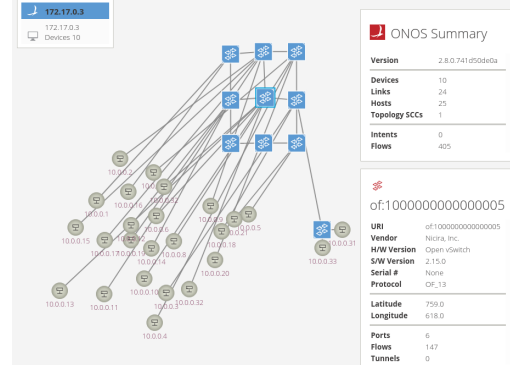 172.17.0.3
172.17.0.3
Devices 10
ONOS Summary
Version 2.8.0.741d50de0a
Devices 10
Links 24
Hosts 25
Topology SCCs 1
Intents 0
Flows 405
of:1000000000000005
URI of:1000000000000005
Vendor Nicira, Inc.
H/W Version Open vSwitch
S/W Version 2.15.0
Serial # None
Protocol OF_13
Latitude 759.0
Longitude 618.0
Ports 6
Flows 147
Tunnels 0
10.0.0.2
10.0.0.1
10.0.0.16
10.0.0.15
10.0.0.6
10.0.0.9
10.0.0.5
10.0.0.21
10.0.0.18
10.0.0.31
10.0.0.33
10.0.0.14
10.0.0.8
10.0.0.20
10.0.0.13
10.0.0.11
10.0.0.3
10.0.0.32
10.0.0.4